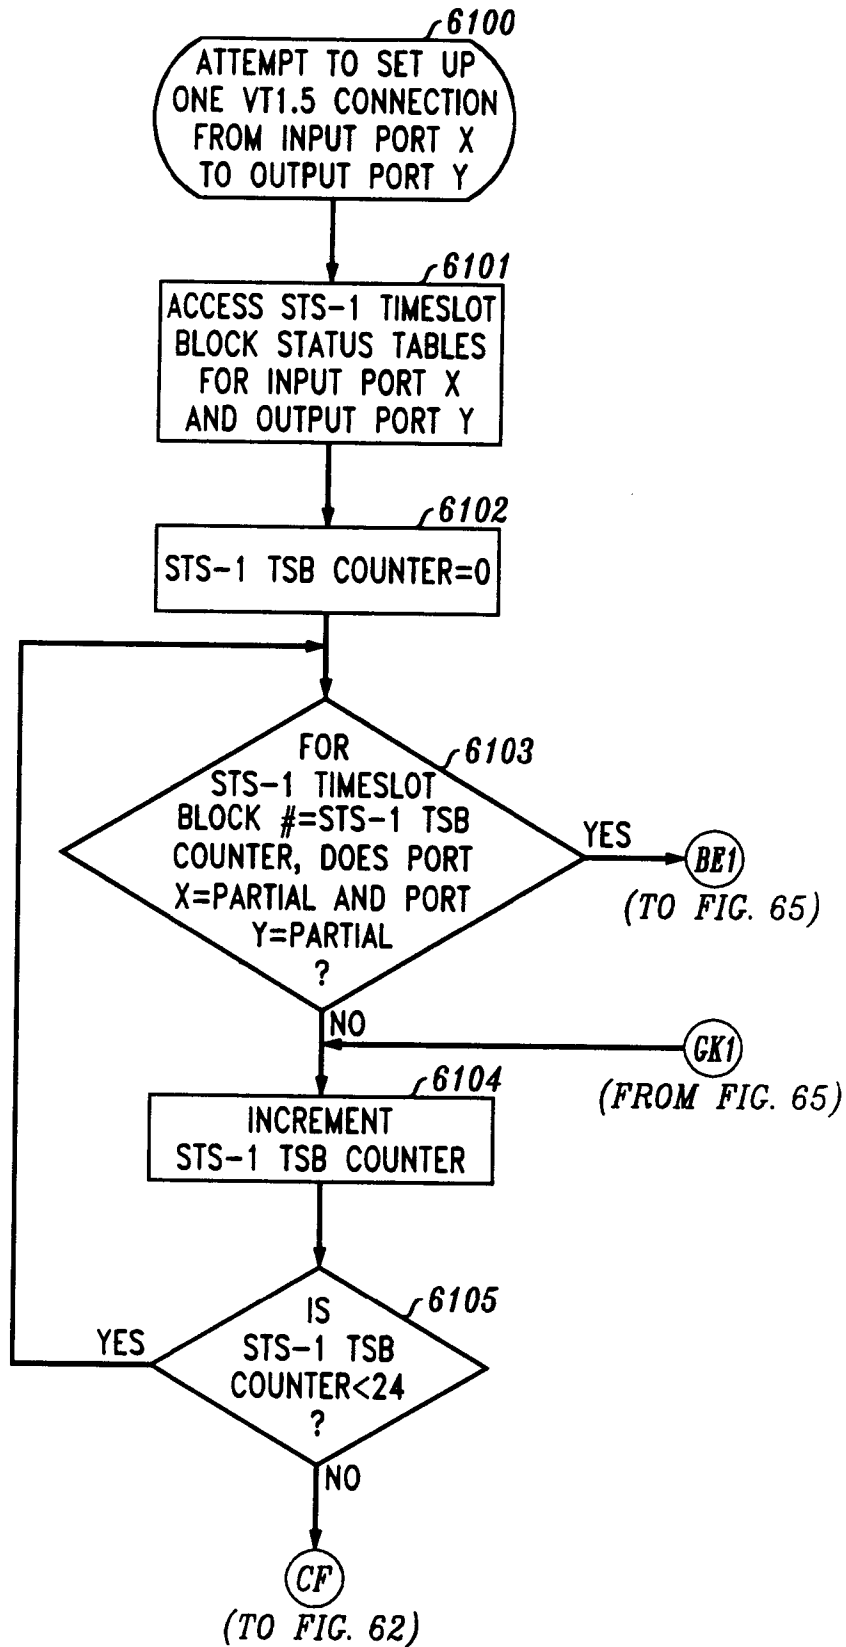 6100
ATTEMPT TO SET UP
ONE VT1.5 CONNECTION
FROM INPUT PORT X
TO OUTPUT PORT Y
6101
ACCESS STS-1 TIMESLOT
BLOCK STATUS TABLES
FOR INPUT PORT X
AND OUTPUT PORT Y
6102
STS-1 TSB COUNTER=0
6103
FOR
STS-1 TIMESLOT
BLOCK #=STS-1 TSB
COUNTER, DOES PORT
X=PARTIAL AND PORT
Y=PARTIAL
?
YES
BE1
(TO FIG. 65)
NO
GK1
(FROM FIG. 65)
6104
INCREMENT
STS-1 TSB COUNTER
6105
IS
STS-1 TSB
COUNTER<24
?
YES
NO
CF
(TO FIG. 62)